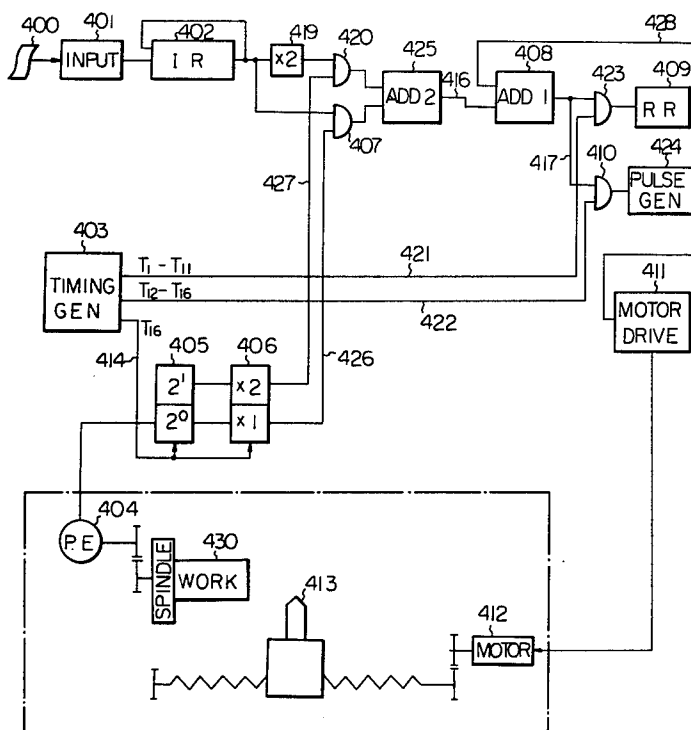 400
401
INPUT
402
I R
419
×2
420
407
425
ADD 2
416
408
ADD 1
428
423
409
R R
417
410
424
PULSE
GEN
427
403
TIMING
GEN
T1 – T11
421
T12 – T16
422
T16
414
411
MOTOR
DRIVE
405
2¹
2⁰
406
×2
×1
426
404
P.E
SPINDLE
430
WORK
413
412
MOTOR